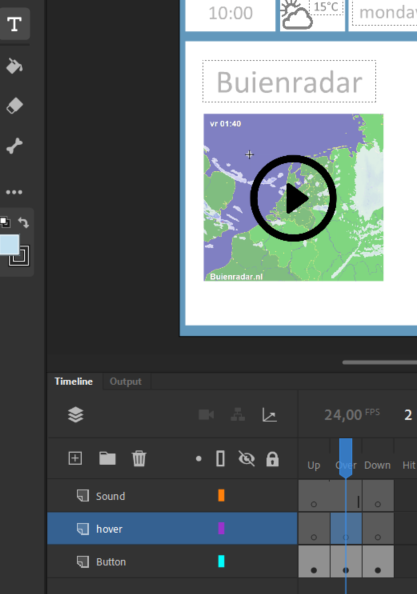 T
10:00
15°C
monday
Buienradar
vr 01:40
Buienradar.nl
Timeline Output
24,00 FPS 2
Up Over Down Hit
Sound
hover
Button